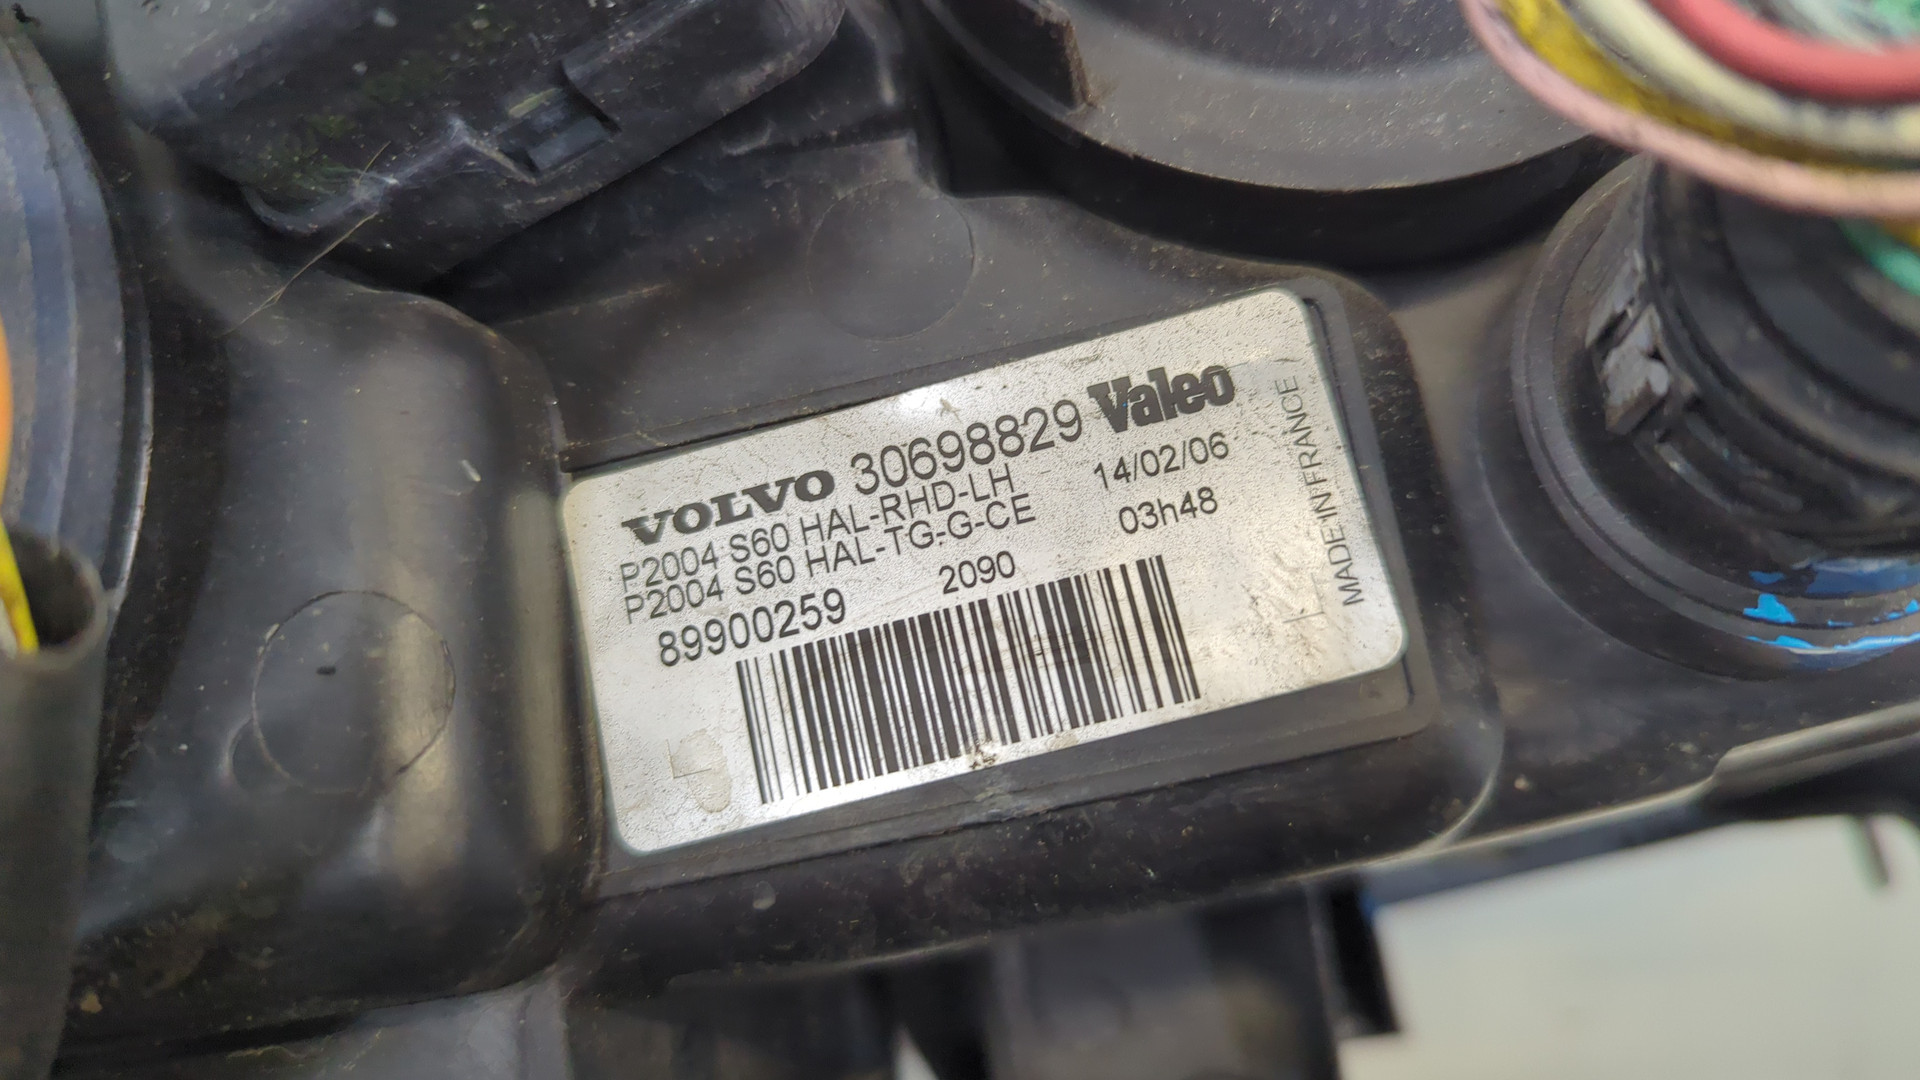 VOLVO 30698829 Valeo
P2004 S60 HAL-RHD-LH 14/02/06
P2004 S60 HAL-TG-G-CE 03h48
89900259 2090
MADE IN FRANCE